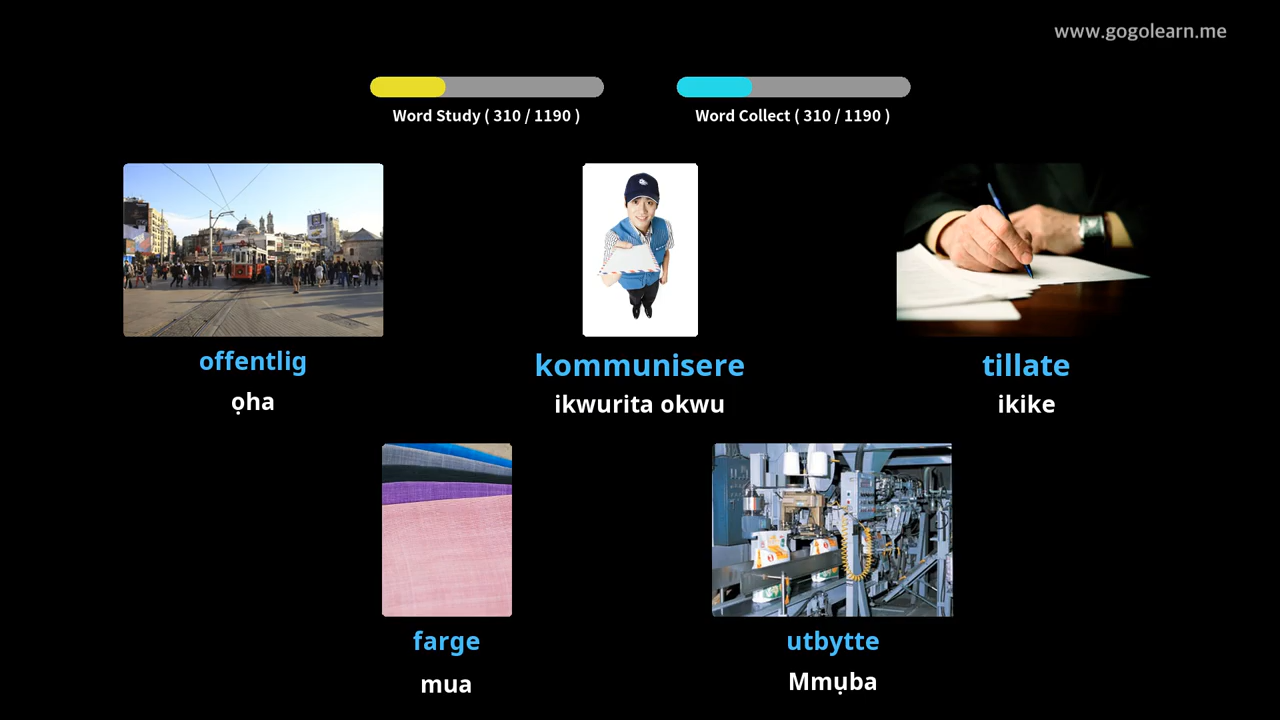 www.gogolearn.me
Word Study ( 310 / 1190 )
Word Collect ( 310 / 1190 )
offentlig
ọha
kommunisere
ikwurita okwu
tillate
ikike
farge
mua
utbytte
Mmụba